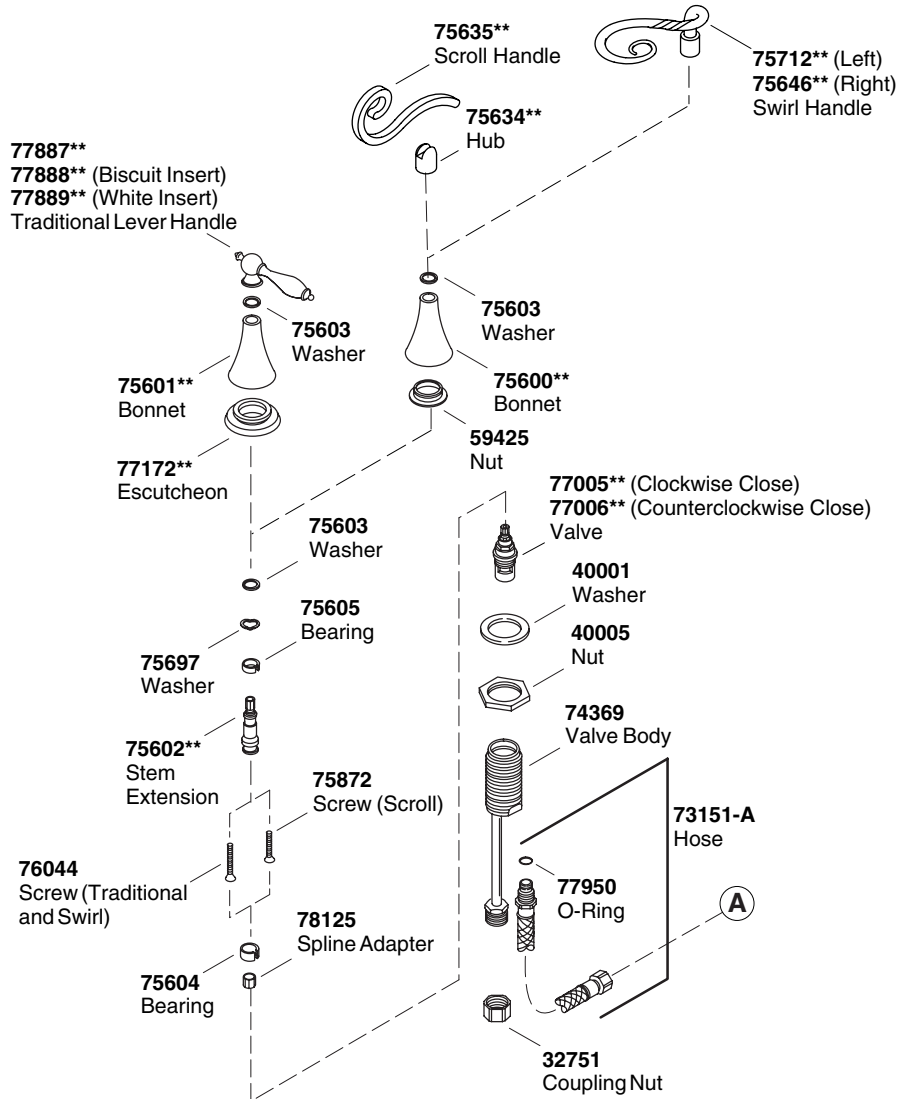 75635**
Scroll Handle
75712** (Left)
75646** (Right)
Swirl Handle
75634**
Hub
77887**
77888** (Biscuit Insert)
77889** (White Insert)
Traditional Lever Handle
75603
Washer
75603
Washer
75601**
Bonnet
75600**
Bonnet
59425
Nut
77172**
Escutcheon
77005** (Clockwise Close)
77006** (Counterclockwise Close)
Valve
75603
Washer
40001
Washer
75605
Bearing
40005
Nut
75697
Washer
74369
Valve Body
75602**
Stem
Extension
75872
Screw (Scroll)
73151-A
Hose
76044
Screw (Traditional
and Swirl)
77950
O-Ring
A
78125
Spline Adapter
75604
Bearing
32751
Coupling Nut